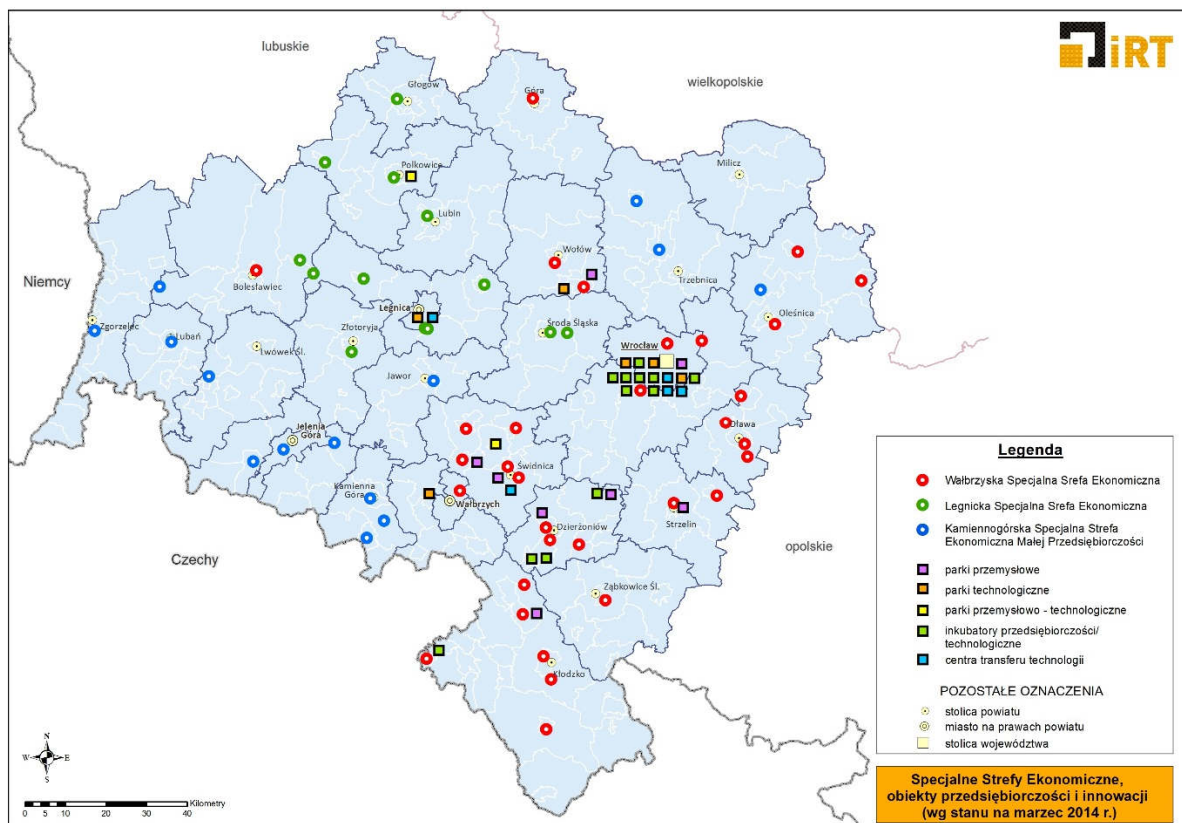 lubuskie
iRT
wielkopolskie
Głogów
Góra
Polkowice
Milicz
Lubin
Wołów
Trzebnica
Niemcy
Bolesławiec
Legnica
Oleśnica
Zgorzelec
Lubań
Złotoryja
Środa Śląska
Lwówek Śl.
Wrocław
Jawor
Jelenia
Góra
Oława
Świdnica
Kamienna
Góra
Wałbrzych
Strzelin
Dzierżoniów
Czechy
opolskie
Ząbkowice Śl.
Kłodzko
Legenda
Wałbrzyska Specjalna Srefa Ekonomiczna
Legnicka Specjalna Srefa Ekonomiczna
Kamiennogórska Specjalna Strefa
Ekonomiczna Małej Przedsiębiorczości
parki przemysłowe
parki technologiczne
parki przemysłowo - technologiczne
inkubatory przedsiębiorczości/
technologiczne
centra transferu technologii
POZOSTAŁE OZNACZENIA
stolica powiatu
miasto na prawach powiatu
stolica województwa
N
W E
S
Kilometry
0 5 10 20 30 40
Specjalne Strefy Ekonomiczne,
obiekty przedsiębiorczości i innowacji
(wg stanu na marzec 2014 r.)